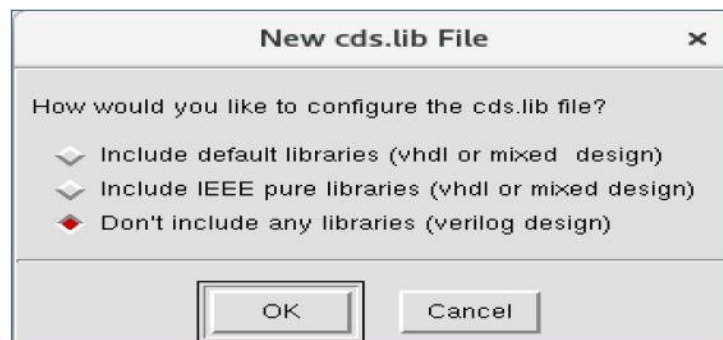 New cds.lib File
×
How would you like to configure the cds.lib file?
Include default libraries (vhdl or mixed design)
Include IEEE pure libraries (vhdl or mixed design)
Don't include any libraries (verilog design)
OK
Cancel